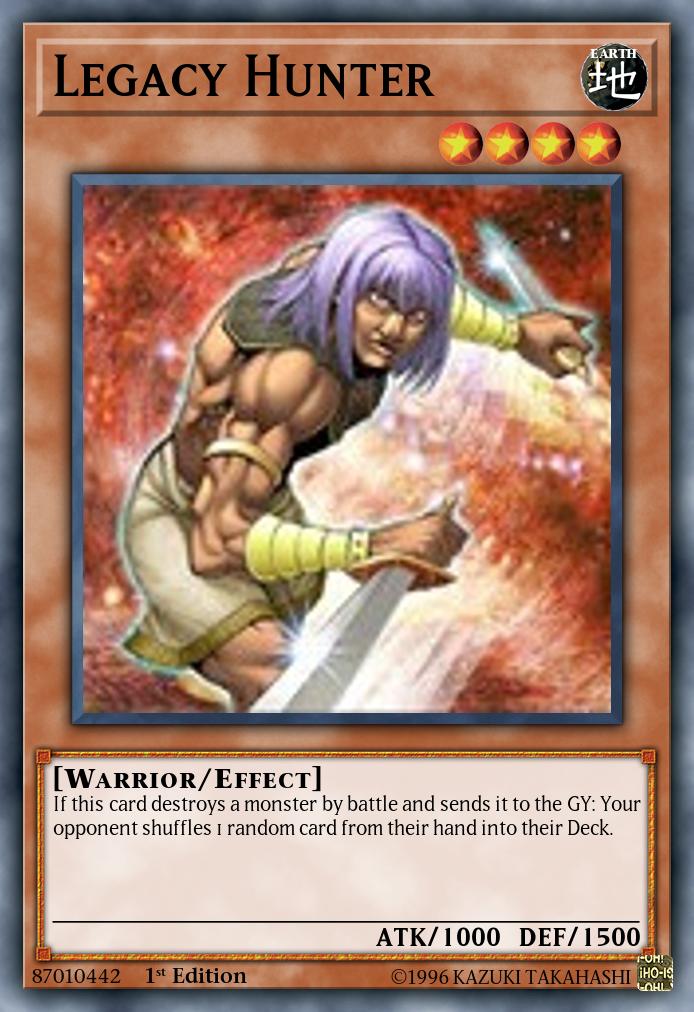 Legacy Hunter
EARTH
地
[Warrior/Effect]
If this card destroys a monster by battle and sends it to the GY: Your
opponent shuffles 1 random card from their hand into their Deck.
ATK/1000 DEF/1500
87010442 1st Edition ©1996 KAZUKI TAKAHASHI